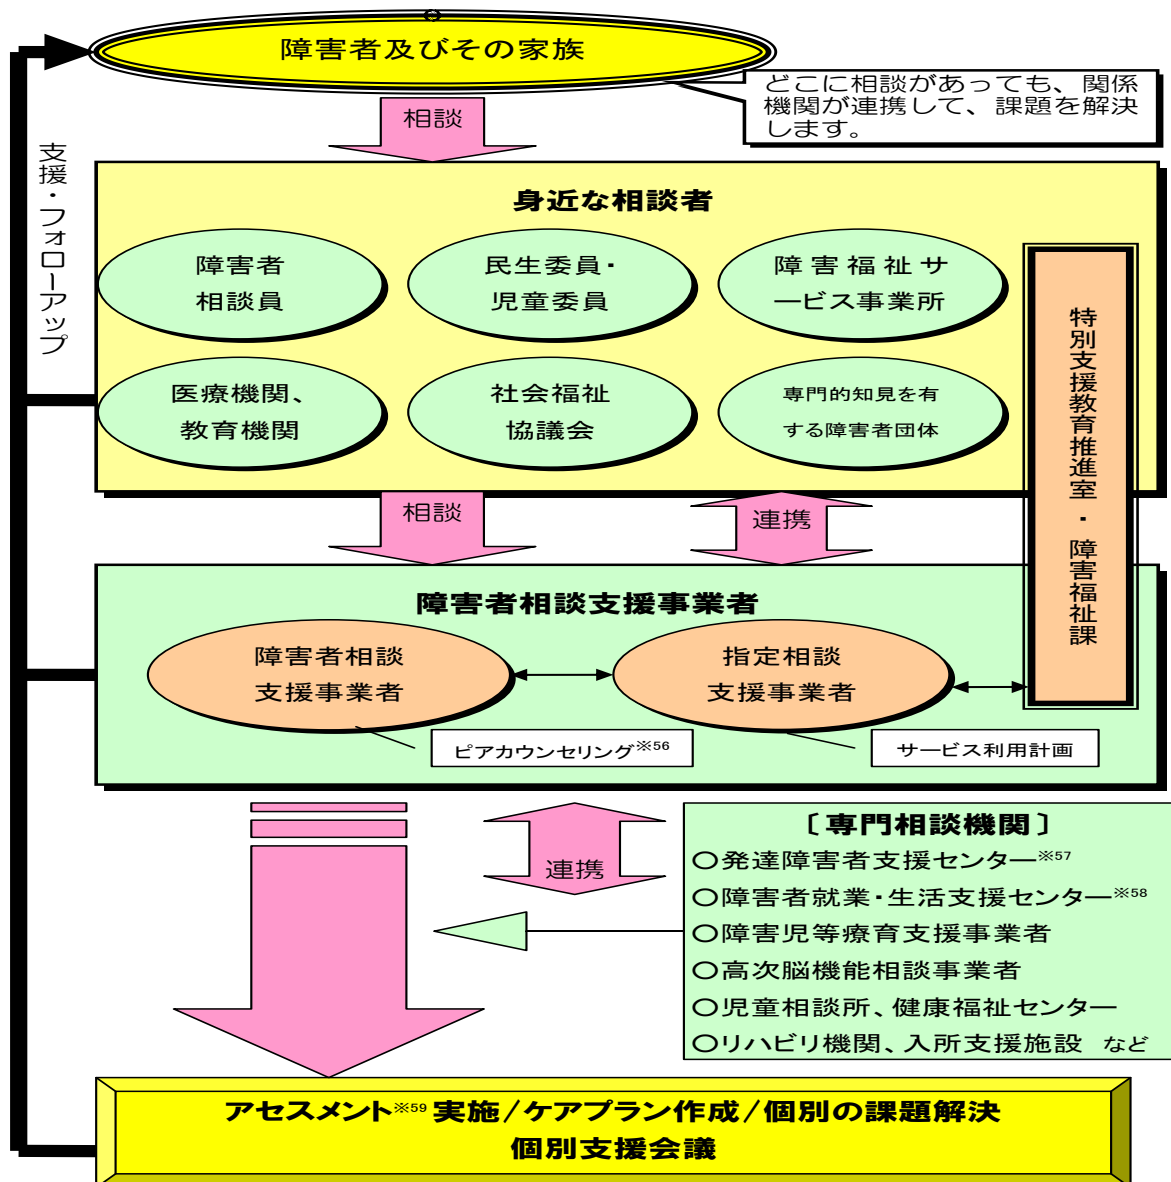 障害者及びその家族
どこに相談があっても、関係
機関が連携して、課題を解決
します。
相談
支援・フォローアップ
身近な相談者
障害者
相談員
民生委員・
児童委員
障害福祉サ
ービス事業所
医療機関、
教育機関
社会福祉
協議会
専門的知見を有
する障害者団体
特別支援教育推進室・障害福祉課
相談
連携
障害者相談支援事業者
障害者相談
支援事業者
指定相談
支援事業者
ピアカウンセリング※56
サービス利用計画
連携
〔専門相談機関〕
○発達障害者支援センター※57
○障害者就業・生活支援センター※58
○障害児等療育支援事業者
○高次脳機能相談事業者
○児童相談所、健康福祉センター
○リハビリ機関、入所支援施設 など
アセスメント※59実施/ケアプラン作成/個別の課題解決
個別支援会議